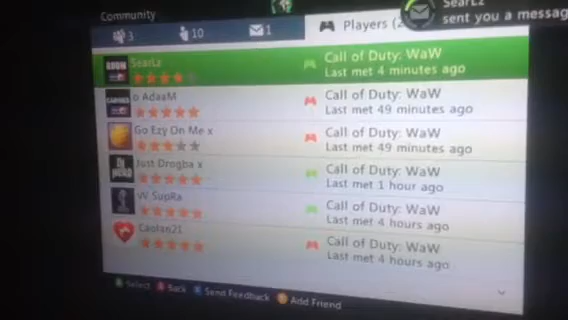 Community
SearLz
sent you a messag
3
10
1
Players (2
SearLz
Call of Duty: WaW
Last met 4 minutes ago
o AdaaM
Call of Duty: WaW
Last met 49 minutes ago
Go Ezy On Me x
Call of Duty: WaW
Last met 49 minutes ago
Just Drogba x
Call of Duty: WaW
Last met 1 hour ago
W SupRa
Call of Duty: WaW
Last met 4 hours ago
Caolan21
Call of Duty: WaW
Last met 4 hours ago
Select Back Send Feedback Add Friend